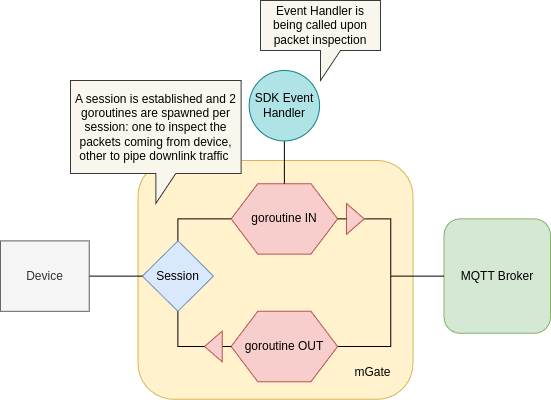 Event Handler is
being called upon
packet inspection
SDK Event
Handler
A session is established and 2
goroutines are spawned per
session: one to inspect the
packets coming from device,
other to pipe downlink traffic
goroutine IN
Device
Session
MQTT Broker
goroutine OUT
mGate